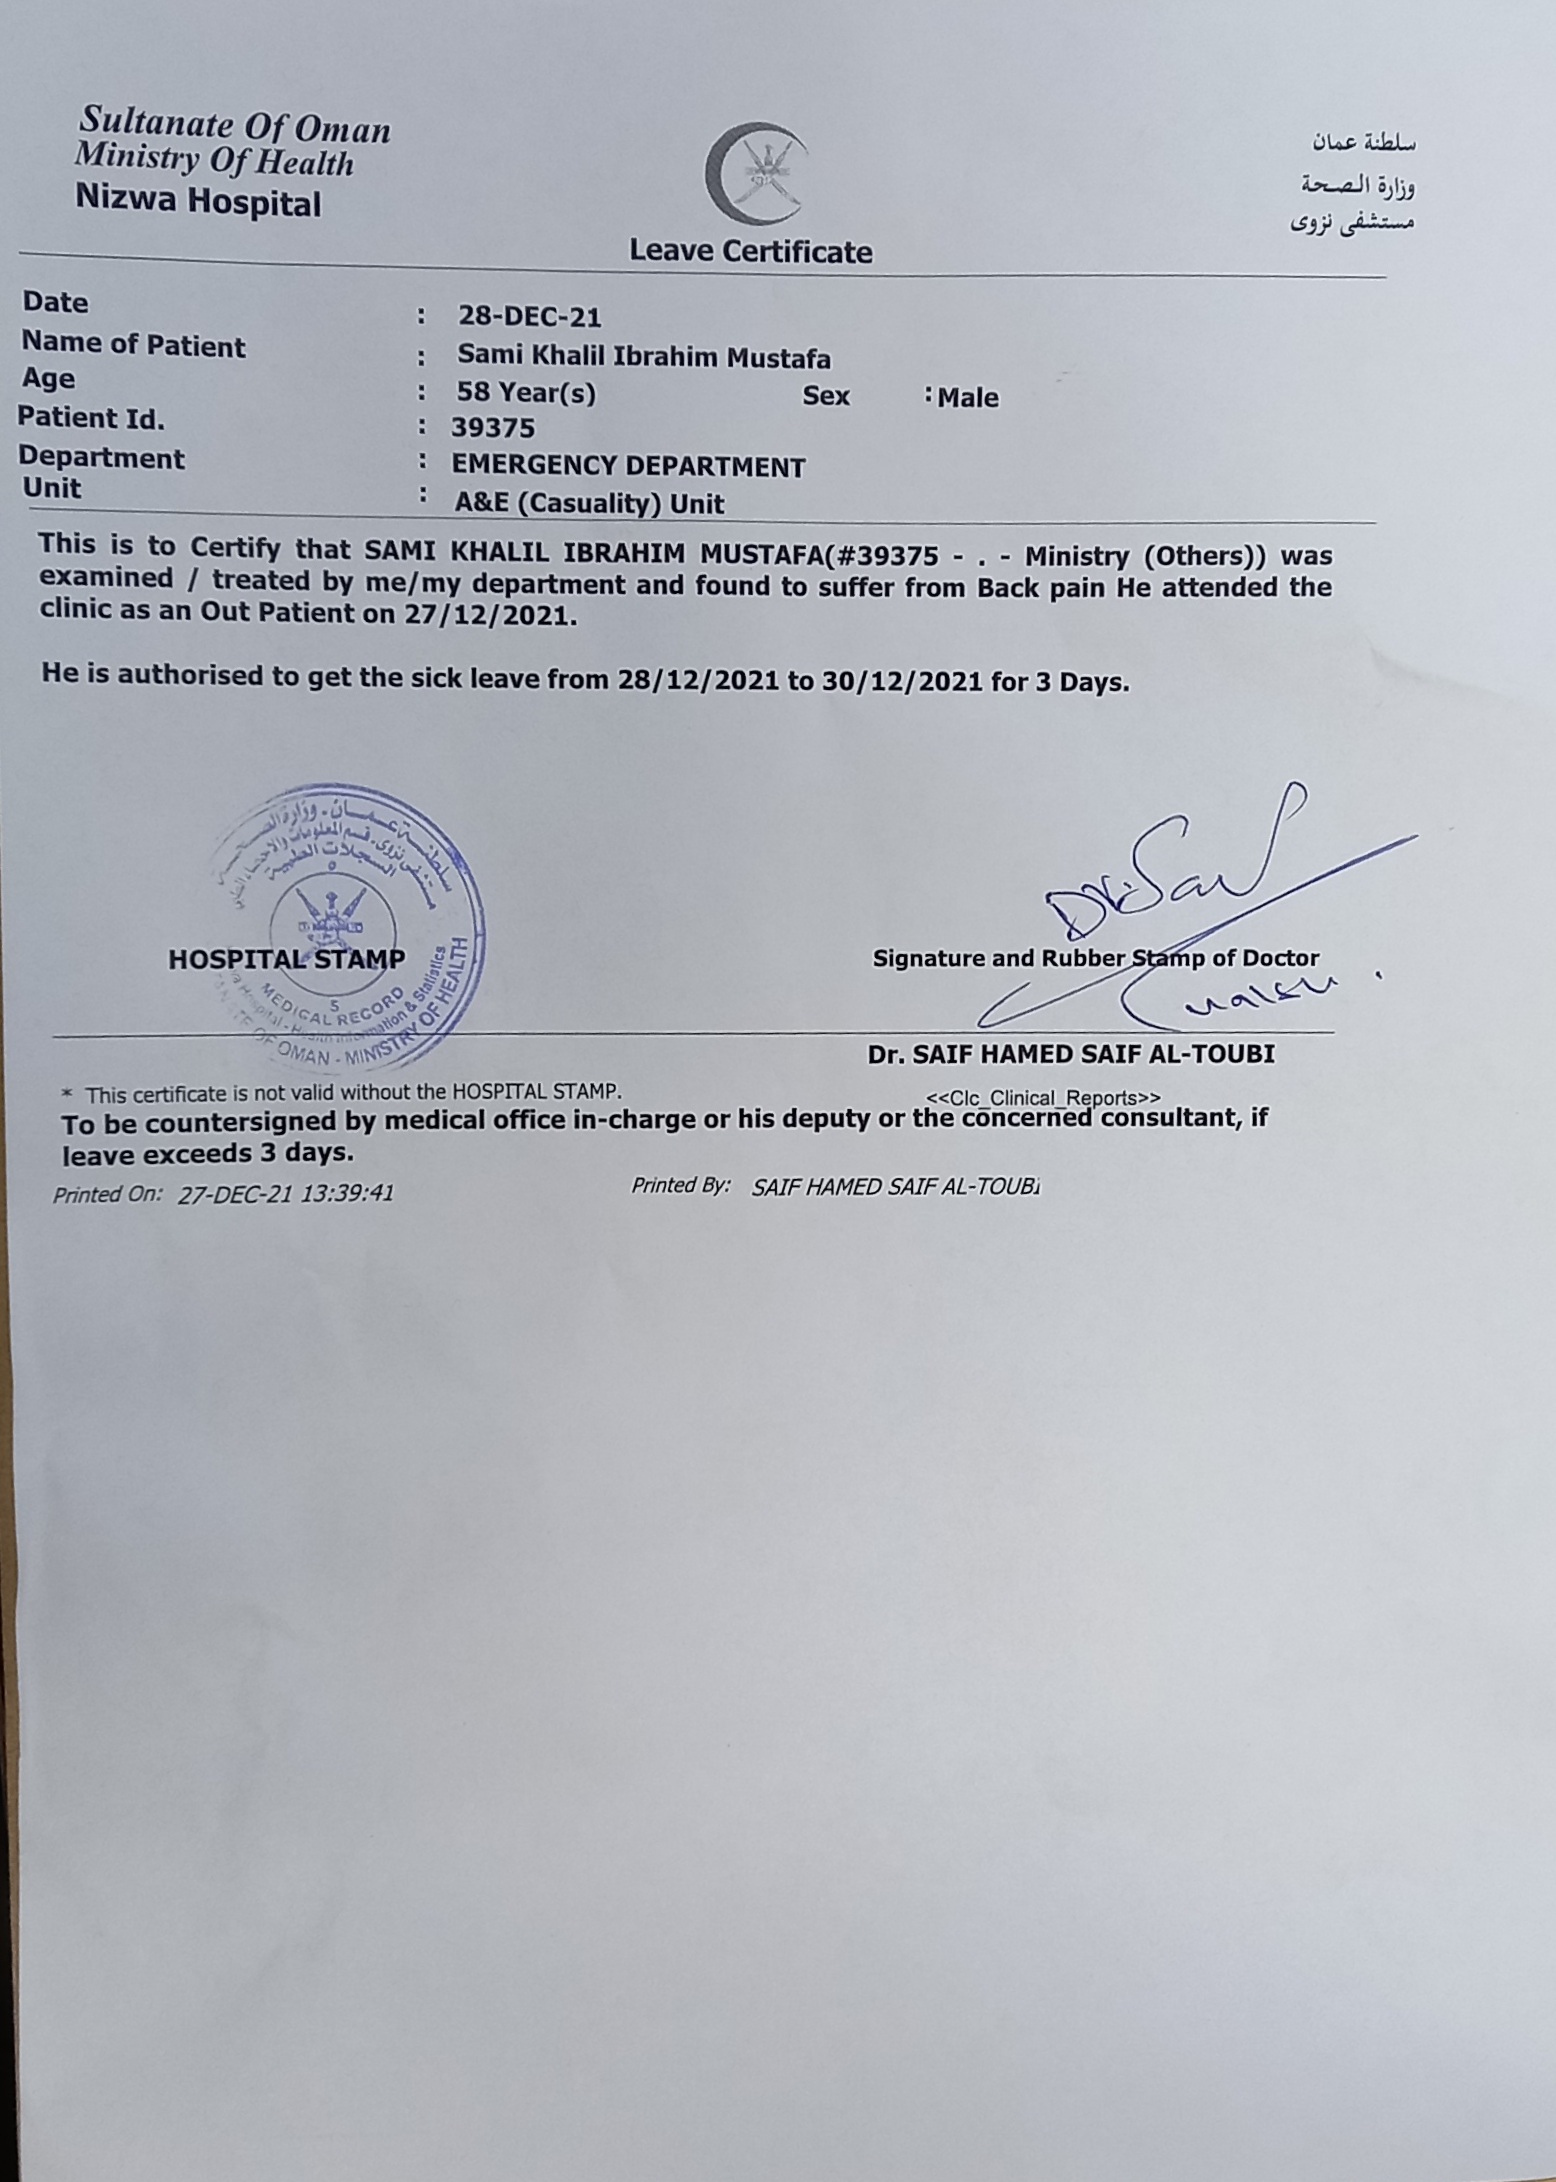 Sultanate Of Oman
Ministry Of Health
Nizwa Hospital
سلطنة عمان
وزارة الصحة
مستشفى نزوى
Leave Certificate
Date : 28-DEC-21
Name of Patient : Sami Khalil Ibrahim Mustafa
Age : 58 Year(s) Sex : Male
Patient Id. : 39375
Department : EMERGENCY DEPARTMENT
Unit : A&E (Casuality) Unit
This is to Certify that SAMI KHALIL IBRAHIM MUSTAFA(#39375 - . - Ministry (Others)) was
examined / treated by me/my department and found to suffer from Back pain He attended the
clinic as an Out Patient on 27/12/2021.
He is authorised to get the sick leave from 28/12/2021 to 30/12/2021 for 3 Days.
سلطنة عمان - وزارة
مستشفى نزوى - قسم المعلومات والاحصاء
السجلات الطبية
5
MEDICAL RECORD
Hospital - Health Information & Statistics
OF OMAN - MINISTRY OF HEALTH
HOSPITAL STAMP
Dr. Saif
Signature and Rubber Stamp of Doctor
Dr. SAIF HAMED SAIF AL-TOUBI
* This certificate is not valid without the HOSPITAL STAMP.
<<Clc_Clinical_Reports>>
To be countersigned by medical office in-charge or his deputy or the concerned consultant, if
leave exceeds 3 days.
Printed On: 27-DEC-21 13:39:41 Printed By: SAIF HAMED SAIF AL-TOUBI